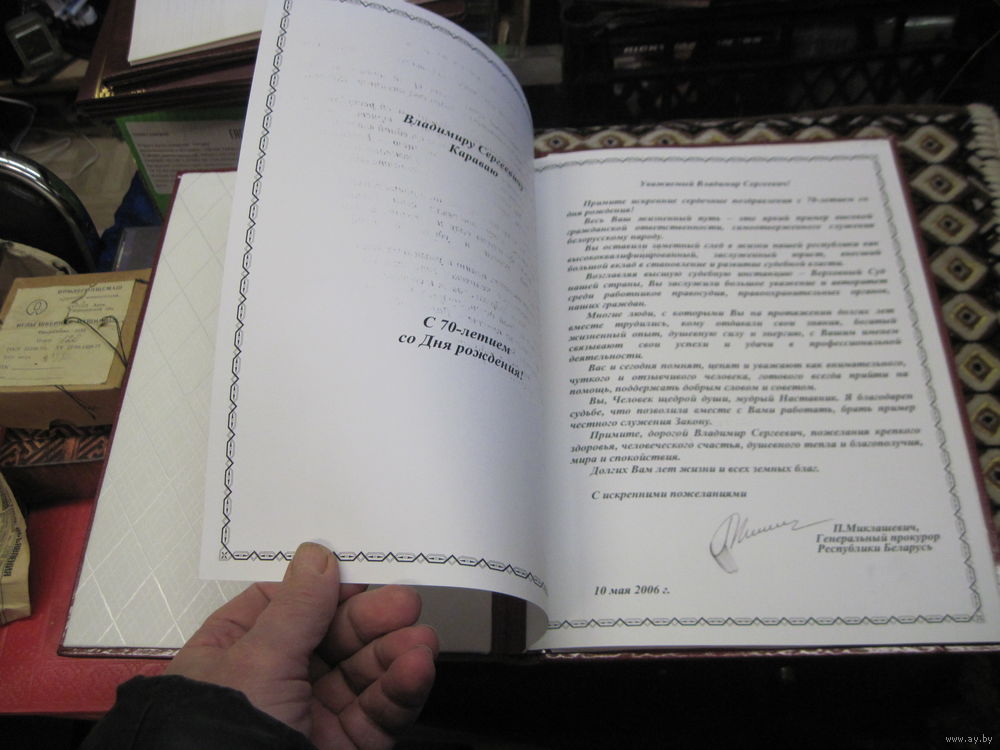 Владимиру Сергеевичу
Караваю
С 70-летием
со Дня рождения!
Уважаемый Владимир Сергеевич!
Примите искренние сердечные поздравления с 70-летием со
дня рождения!
Весь Ваш жизненный путь – это яркий пример высокой
гражданской ответственности, самоотверженного служения
белорусскому народу.
Вы оставили заметный след в жизни нашей республики как
высококвалифицированный, заслуженный юрист, внесший
большой вклад в становление и развитие судебной власти.
Возглавляя высшую судебную инстанцию – Верховный Суд
нашей страны, Вы заслужили большое уважение и авторитет
среди работников правосудия, правоохранительных органов,
наших граждан.
Многие люди, с которыми Вы на протяжении долгих лет
вместе трудились, кому отдавали свои знания, богатый
жизненный опыт, душевную силу и энергию, с Вашим именем
связывают свои успехи и удачи в профессиональной
деятельности.
Вас и сегодня помнят, ценят и уважают как внимательного,
чуткого и отзывчивого человека, готового всегда прийти на
помощь, поддержать добрым словом и советом.
Вы, Человек щедрой души, мудрый Наставник. Я благодарен
судьбе, что позволила вместе с Вами работать, брать пример
честного служения Закону.
Примите, дорогой Владимир Сергеевич, пожелания крепкого
здоровья, человеческого счастья, душевного тепла и благополучия,
мира и спокойствия.
Долгих Вам лет жизни и всех земных благ.
С искренними пожеланиями
П.Миклашевич,
Генеральный прокурор
Республики Беларусь
10 мая 2006 г.
www.ay.by